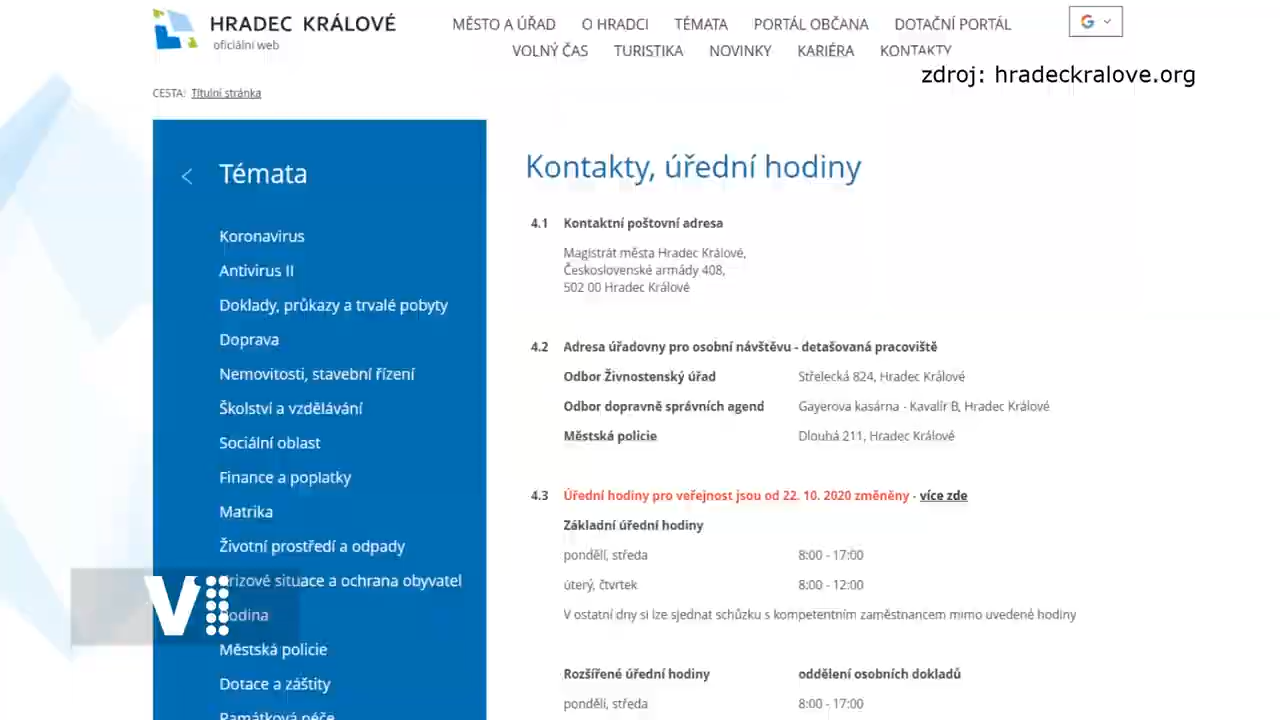 HRADEC KRÁLOVÉ
oficiální web
MĚSTO A ÚŘAD O HRADCI TÉMATA PORTÁL OBČANA DOTAČNÍ PORTÁL
VOLNÝ ČAS TURISTIKA NOVINKY KARIÉRA KONTAKTY
G
zdroj: hradeckralove.org
CESTA: Titulní stránka
Témata
Koronavirus
Antivirus II
Doklady, průkazy a trvalé pobyty
Doprava
Nemovitosti, stavební řízení
Školství a vzdělávání
Sociální oblast
Finance a poplatky
Matrika
Životní prostředí a odpady
situace a ochrana obyvatel
Městská policie
Dotace a záštity
Památková péče
Kontakty, úřední hodiny
4.1 Kontaktní poštovní adresa
Magistrát města Hradec Králové,
Československé armády 408,
502 00 Hradec Králové
4.2 Adresa úřadovny pro osobní návštěvu - detašovaná pracoviště
Odbor Živnostenský úřad Střelecká 824, Hradec Králové
Odbor dopravně správních agend Gayerova kasárna - Kavalír B, Hradec Králové
Městská policie Dlouhá 211, Hradec Králové
4.3 Úřední hodiny pro veřejnost jsou od 22. 10. 2020 změněny - více zde
Základní úřední hodiny
pondělí, středa 8:00 - 17:00
úterý, čtvrtek 8:00 - 12:00
V ostatní dny si lze sjednat schůzku s kompetentním zaměstnancem mimo uvedené hodiny
Rozšířené úřední hodiny oddělení osobních dokladů
pondělí, středa 8:00 - 17:00